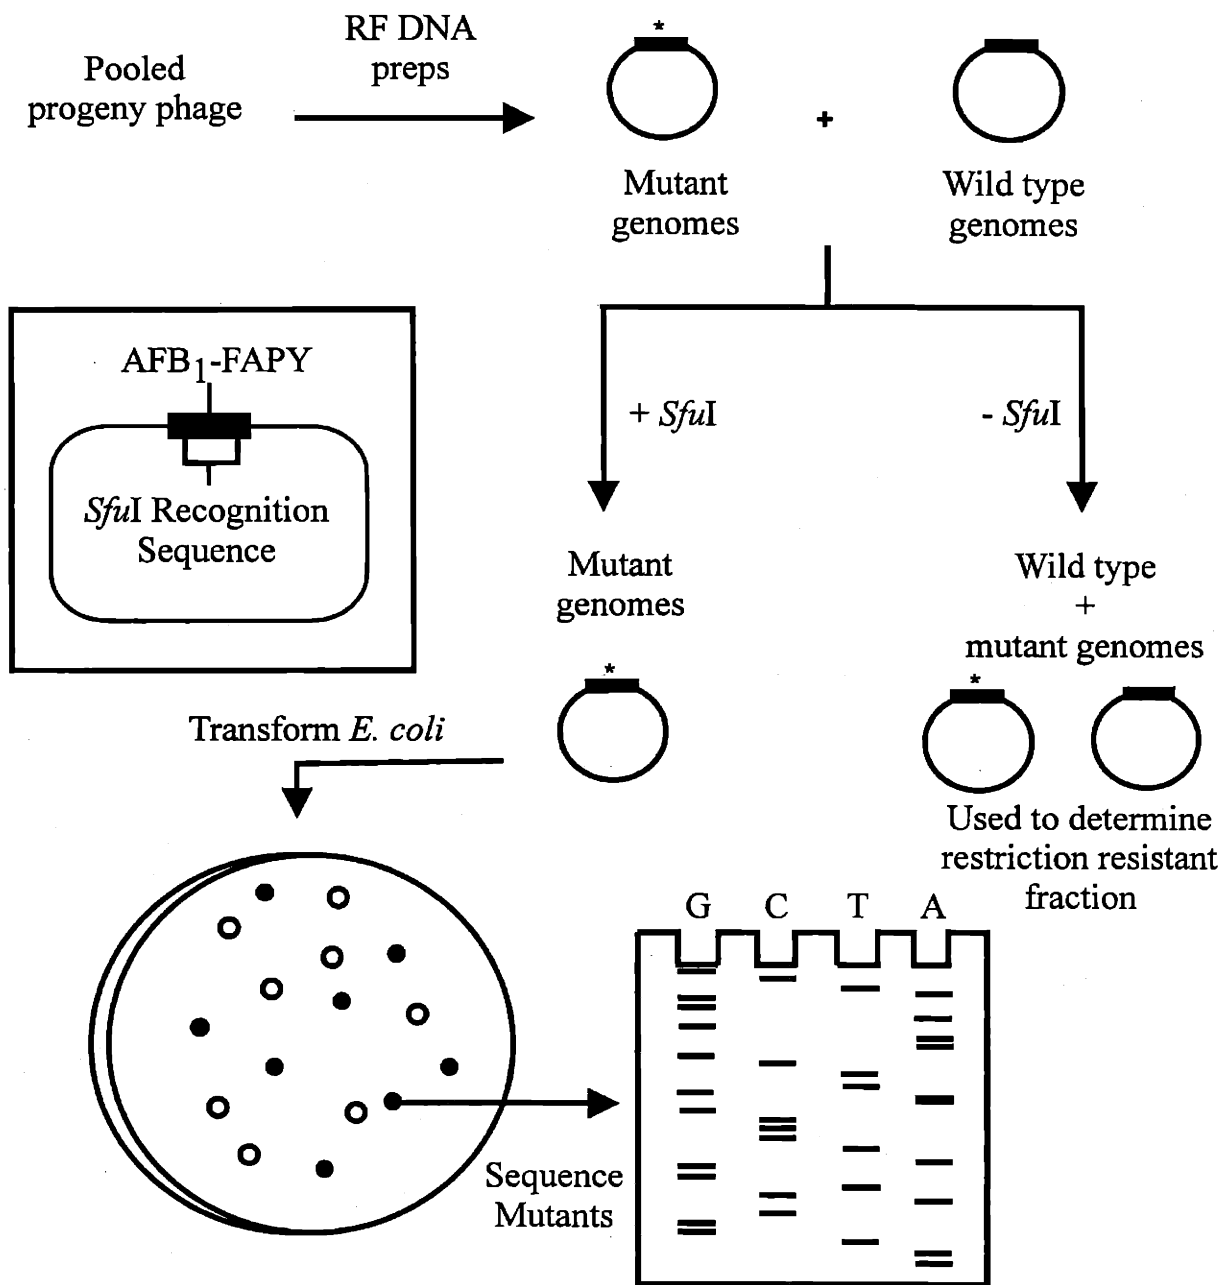 Pooled
progeny phage
RF DNA
preps
*
+
Mutant
genomes
Wild type
genomes
AFB1-FAPY
SfuI Recognition
Sequence
+ SfuI
- SfuI
Mutant
genomes
*
Wild type
+
mutant genomes
*
Transform E. coli
Used to determine
restriction resistant
fraction
G C T A
Sequence
Mutants